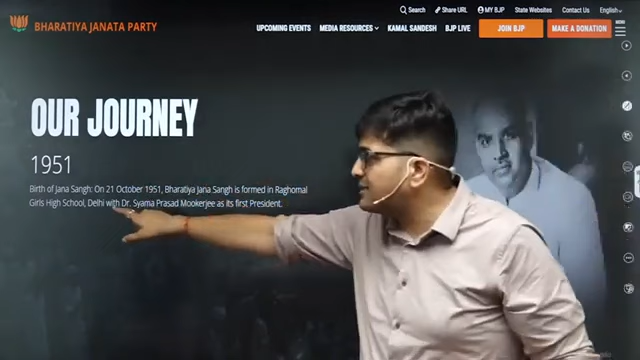 Search Share URL MY BJP State Websites Contact Us English
BHARATIYA JANATA PARTY
UPCOMING EVENTS MEDIA RESOURCES KAMAL SANDESH BJP LIVE JOIN BJP MAKE A DONATION
OUR JOURNEY
1951
Birth of Jana Sangh: On 21 October 1951, Bharatiya Jana Sangh is formed in Raghomal
Girls High School, Delhi with Dr. Syama Prasad Mookerjee as its first President.